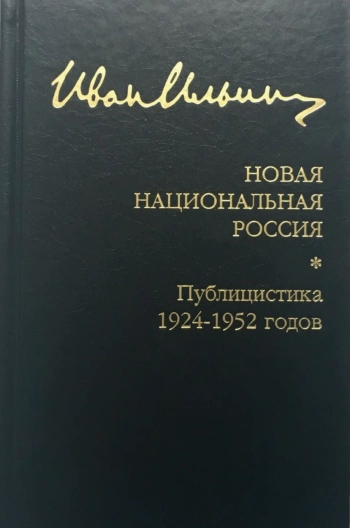 Иван Ильин
НОВАЯ
НАЦИОНАЛЬНАЯ
РОССИЯ
*
Публицистика
1924-1952 годов